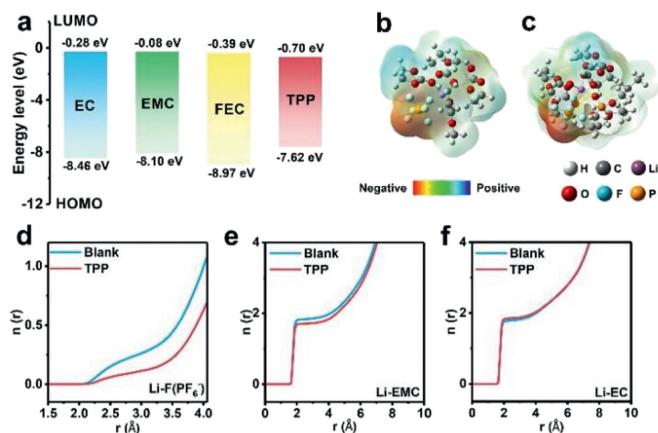 a
LUMO
Energy level (eV)
0
-4
-8
-12
HOMO
-0.28 eV
-0.08 eV
-0.39 eV
-0.70 eV
EC
EMC
FEC
TPP
-8.46 eV
-8.10 eV
-8.97 eV
-7.62 eV
b
c
Negative
Positive
H
C
Li
O
F
P
d
Blank
TPP
n (r)
1.0
0.5
0.0
Li-F(PF₆⁻)
1.5 2.0 2.5 3.0 3.5 4.0
r (Å)
e
Blank
TPP
n (r)
4
2
0
Li-EMC
0 2 4 6 8 10
r (Å)
f
Blank
TPP
n (r)
4
2
0
Li-EC
0 2 4 6 8 10
r (Å)